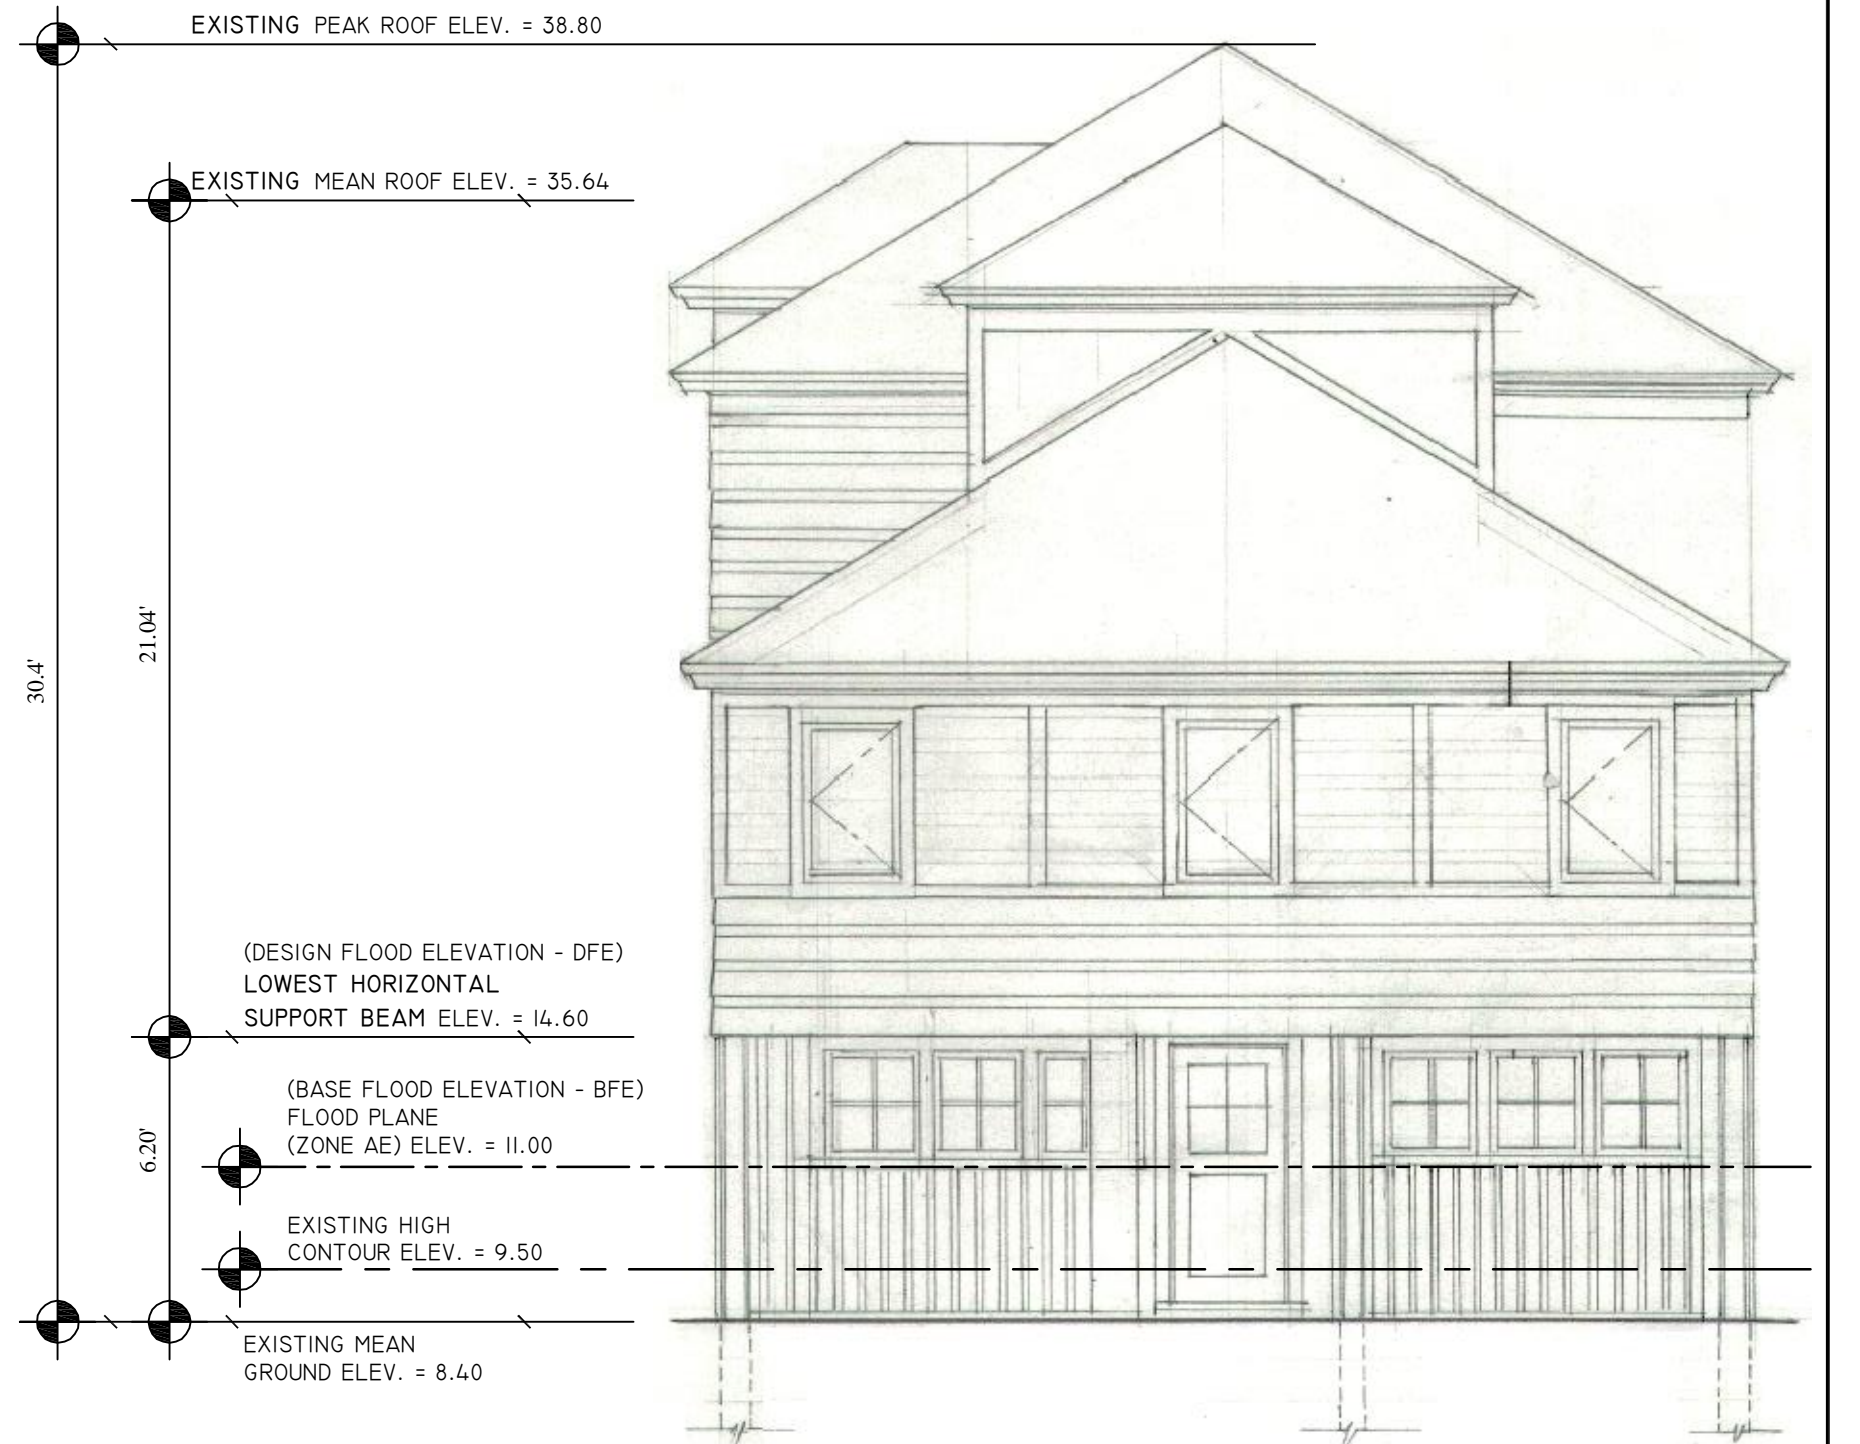 EXISTING PEAK ROOF ELEV. = 38.80
EXISTING MEAN ROOF ELEV. = 35.64
21.04'
30.4'
(DESIGN FLOOD ELEVATION - DFE)
LOWEST HORIZONTAL
SUPPORT BEAM ELEV. = 14.60
(BASE FLOOD ELEVATION - BFE)
FLOOD PLANE
(ZONE AE) ELEV. = 11.00
6.20'
EXISTING HIGH
CONTOUR ELEV. = 9.50
EXISTING MEAN
GROUND ELEV. = 8.40